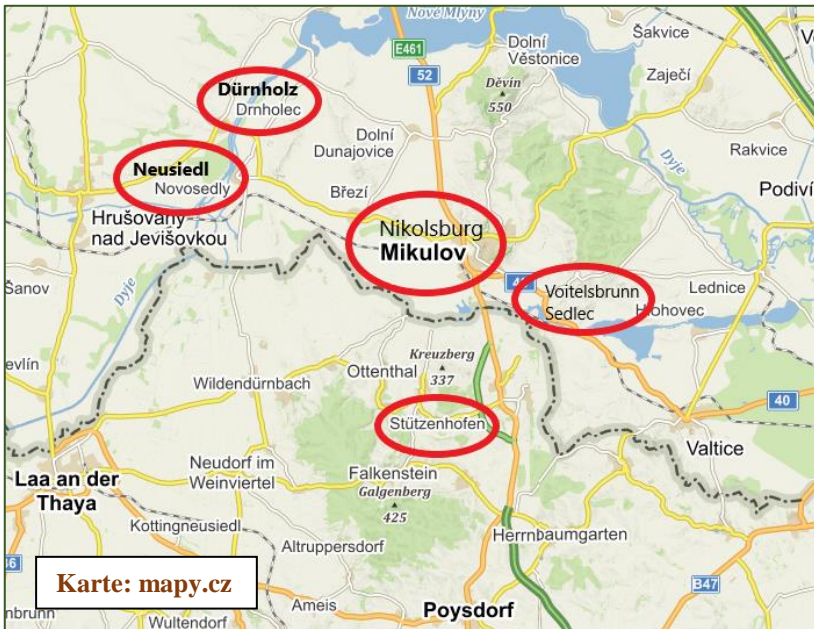 Nové Mlýny
Šakvice
E461
52
Dolní
Věstonice
Zaječí
Děvín
550
Dürnholz
Drnholec
Dolní
Dunajovice
Dyje
Rakvice
Neusiedl
Novosedly
Březí
Podiví
Hrušovany
nad Jevišovkou
Nikolsburg
Mikulov
Šanov
Dyje
Voitelsbrunn
Sedlec
Lednice
Hlohovec
Kreuzberg
337
Ottenthal
Wildendürnbach
evlín
40
Stützenhofen
Valtice
Neudorf im
Weinviertel
Falkenstein
Galgenberg
425
Laa an der
Thaya
Kottingneusiedl
Herrnbaumgarten
Altruppersdorf
Karte: mapy.cz
B47
Ameis
Poysdorf
nbrunn
Wultendorf